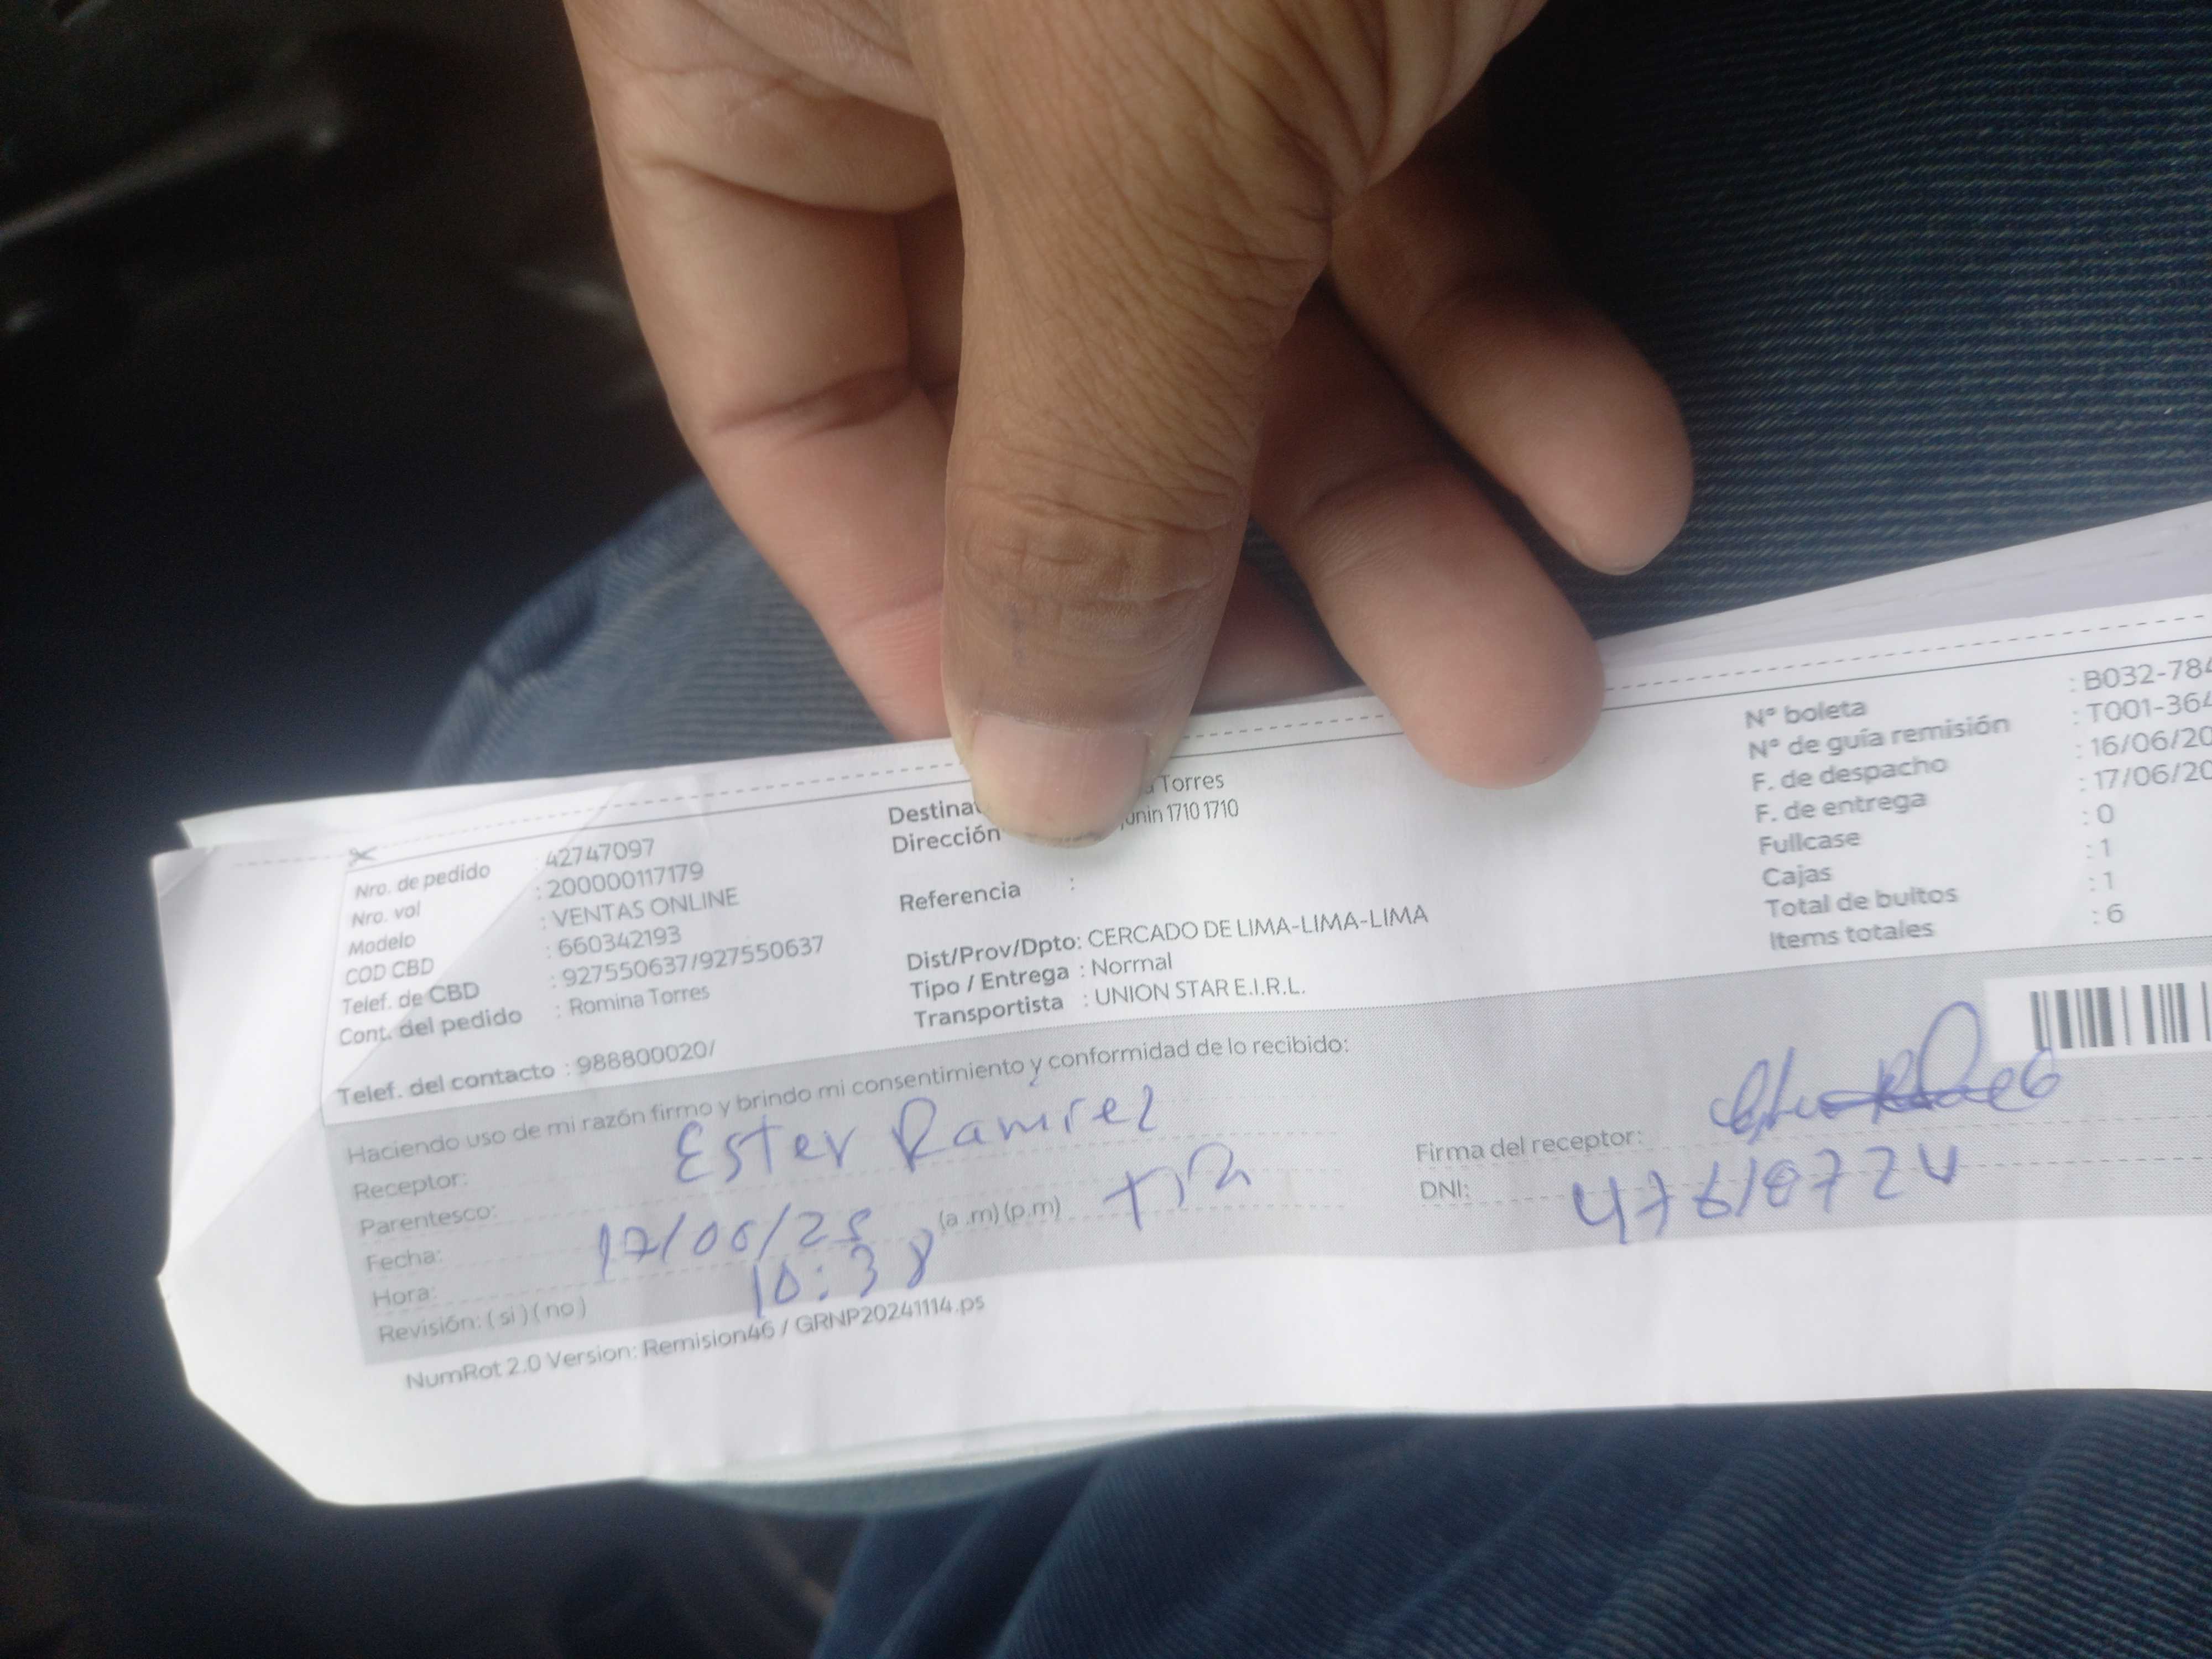 Nro. de pedido : 42747097
Nro. vol : 200000117179
Modelo : VENTAS ONLINE
COD CBD : 660342193
Telef. de CBD : 927550637/927550637
Cont. del pedido : Romina Torres
Telef. del contacto : 988800020/
Destina Torres
Dirección unin 1710 1710
Referencia :
Dist/Prov/Dpto: CERCADO DE LIMA-LIMA-LIMA
Tipo / Entrega : Normal
Transportista : UNION STAR E.I.R.L.
N° boleta : B032-784
N° de guía remisión : T001-364
F. de despacho : 16/06/20
F. de entrega : 17/06/20
Fullcase : 0
Cajas : 1
Total de bultos : 1
Items totales : 6
Haciendo uso de mi razón firmo y brindo mi consentimiento y conformidad de lo recibido:
Receptor: Ester Ramirez
Parentesco:
Fecha: 17/06/25 (a .m) (p.m)
Hora: 10:38
Revisión: ( si ) ( no )
Firma del receptor:
DNI:
NumRot 2.0 Version: Remision46 / GRNP20241114.ps